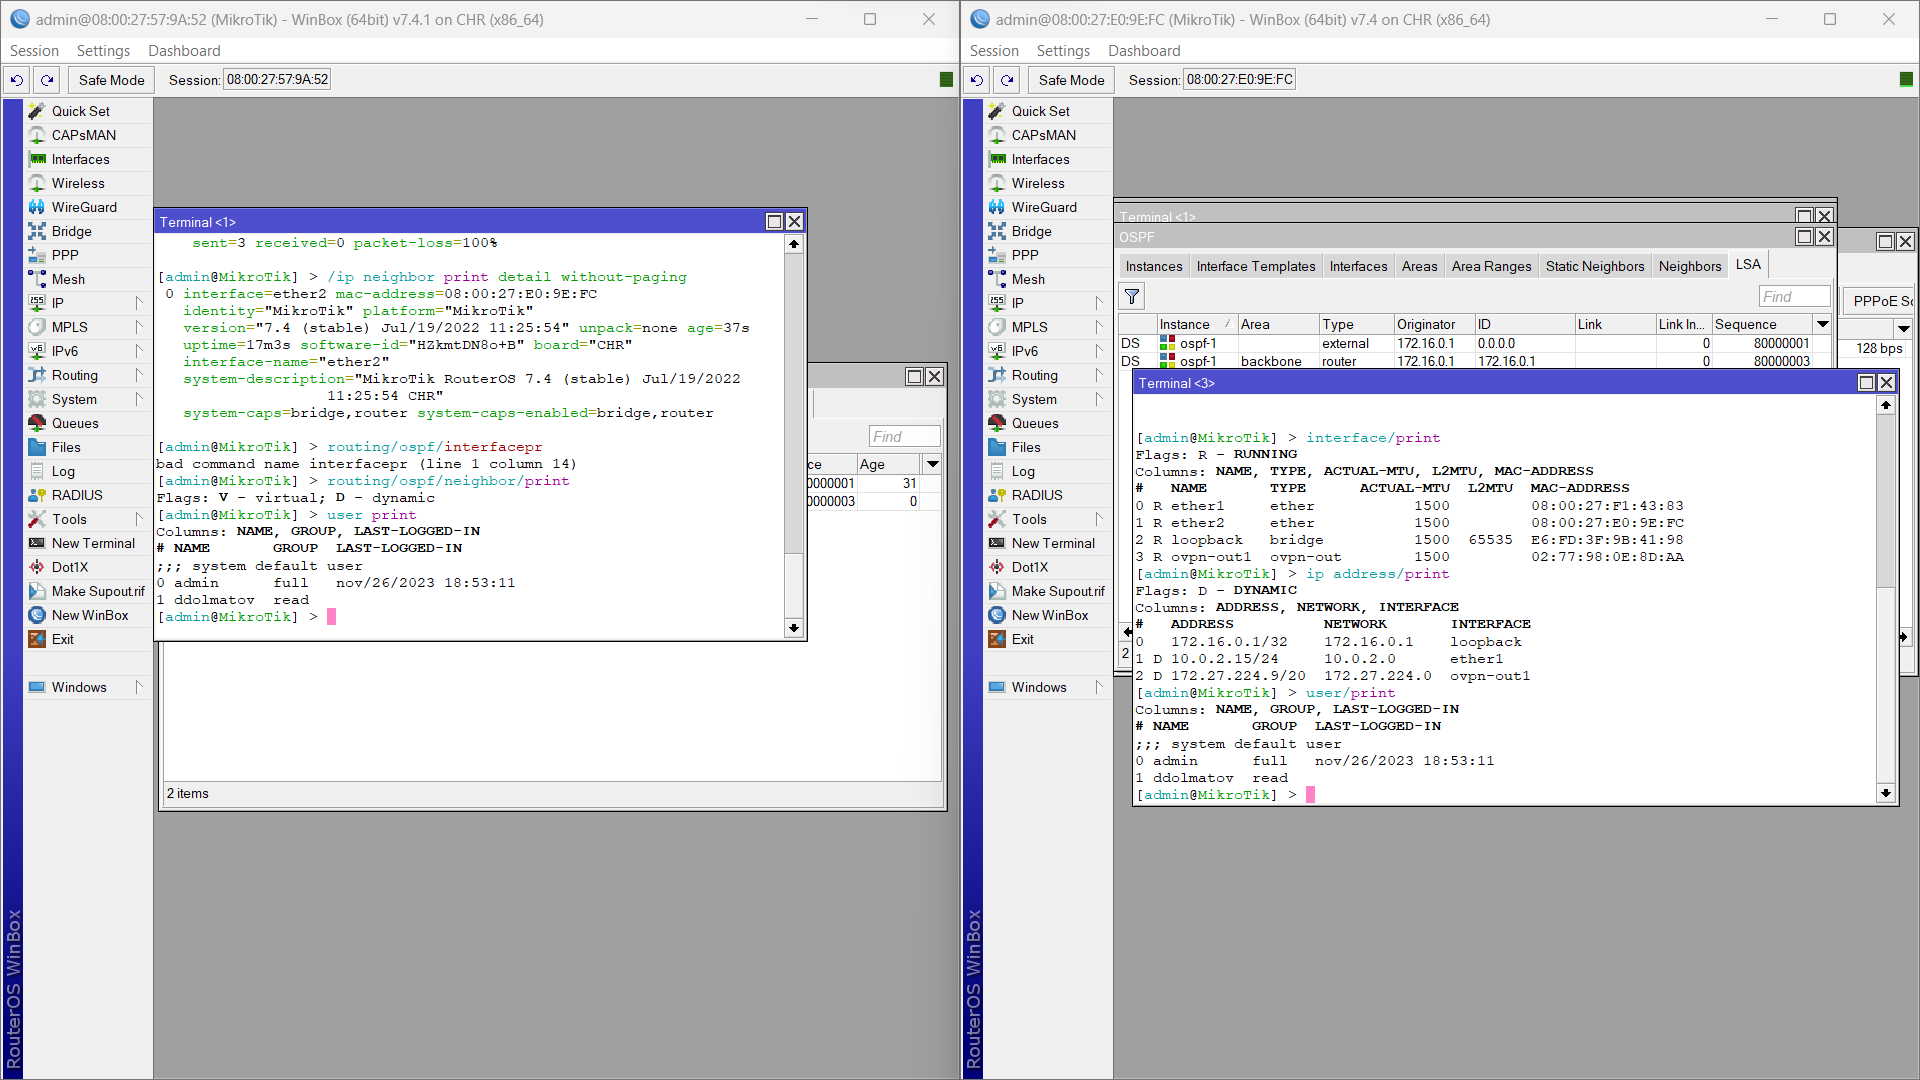 admin@08:00:27:57:9A:52 (MikroTik) - WinBox (64bit) v7.4.1 on CHR (x86_64)
Session Settings Dashboard
Safe Mode Session: 08:00:27:57:9A:52
Quick Set
CAPsMAN
Interfaces
Wireless
WireGuard
Bridge
PPP
Mesh
IP
MPLS
IPv6
Routing
System
Queues
Files
Log
RADIUS
Tools
New Terminal
Dot1X
Make Supout.rif
New WinBox
Exit
Windows
RouterOS WinBox
Terminal <1>
sent=3 received=0 packet-loss=100%
[admin@MikroTik] > /ip neighbor print detail without-paging
0 interface=ether2 mac-address=08:00:27:E0:9E:FC
identity="MikroTik" platform="MikroTik"
version="7.4 (stable) Jul/19/2022 11:25:54" unpack=none age=37s
uptime=17m3s software-id="HZkmtDN8o+B" board="CHR"
interface-name="ether2"
system-description="MikroTik RouterOS 7.4 (stable) Jul/19/2022
11:25:54 CHR"
system-caps=bridge,router system-caps-enabled=bridge,router
[admin@MikroTik] > routing/ospf/interfacepr
bad command name interfacepr (line 1 column 14)
[admin@MikroTik] > routing/ospf/neighbor/print
Flags: V - virtual; D - dynamic
[admin@MikroTik] > user print
Columns: NAME, GROUP, LAST-LOGGED-IN
# NAME GROUP LAST-LOGGED-IN
;;; system default user
0 admin full nov/26/2023 18:53:11
1 ddolmatov read
[admin@MikroTik] >
Find
ce Age
0000001 31
0000003 0
2 items
admin@08:00:27:E0:9E:FC (MikroTik) - WinBox (64bit) v7.4 on CHR (x86_64)
Session Settings Dashboard
Safe Mode Session: 08:00:27:E0:9E:FC
Quick Set
CAPsMAN
Interfaces
Wireless
WireGuard
Bridge
PPP
Mesh
IP
MPLS
IPv6
Routing
System
Queues
Files
Log
RADIUS
Tools
New Terminal
Dot1X
Make Supout.rif
New WinBox
Exit
Windows
RouterOS WinBox
Terminal <1>
OSPF
Instances Interface Templates Interfaces Areas Area Ranges Static Neighbors Neighbors LSA
Find
PPPoE Sc
Instance Area Type Originator ID Link Link In... Sequence
DS ospf-1 external 172.16.0.1 0.0.0.0 0 80000001
DS ospf-1 backbone router 172.16.0.1 172.16.0.1 0 80000003
128 bps
2
Terminal <3>
[admin@MikroTik] > interface/print
Flags: R - RUNNING
Columns: NAME, TYPE, ACTUAL-MTU, L2MTU, MAC-ADDRESS
# NAME TYPE ACTUAL-MTU L2MTU MAC-ADDRESS
0 R ether1 ether 1500 08:00:27:F1:43:83
1 R ether2 ether 1500 08:00:27:E0:9E:FC
2 R loopback bridge 1500 65535 E6:FD:3F:9B:41:98
3 R ovpn-out1 ovpn-out 1500 02:77:98:0E:8D:AA
[admin@MikroTik] > ip address/print
Flags: D - DYNAMIC
Columns: ADDRESS, NETWORK, INTERFACE
# ADDRESS NETWORK INTERFACE
0 172.16.0.1/32 172.16.0.1 loopback
1 D 10.0.2.15/24 10.0.2.0 ether1
2 D 172.27.224.9/20 172.27.224.0 ovpn-out1
[admin@MikroTik] > user/print
Columns: NAME, GROUP, LAST-LOGGED-IN
# NAME GROUP LAST-LOGGED-IN
;;; system default user
0 admin full nov/26/2023 18:53:11
1 ddolmatov read
[admin@MikroTik] >